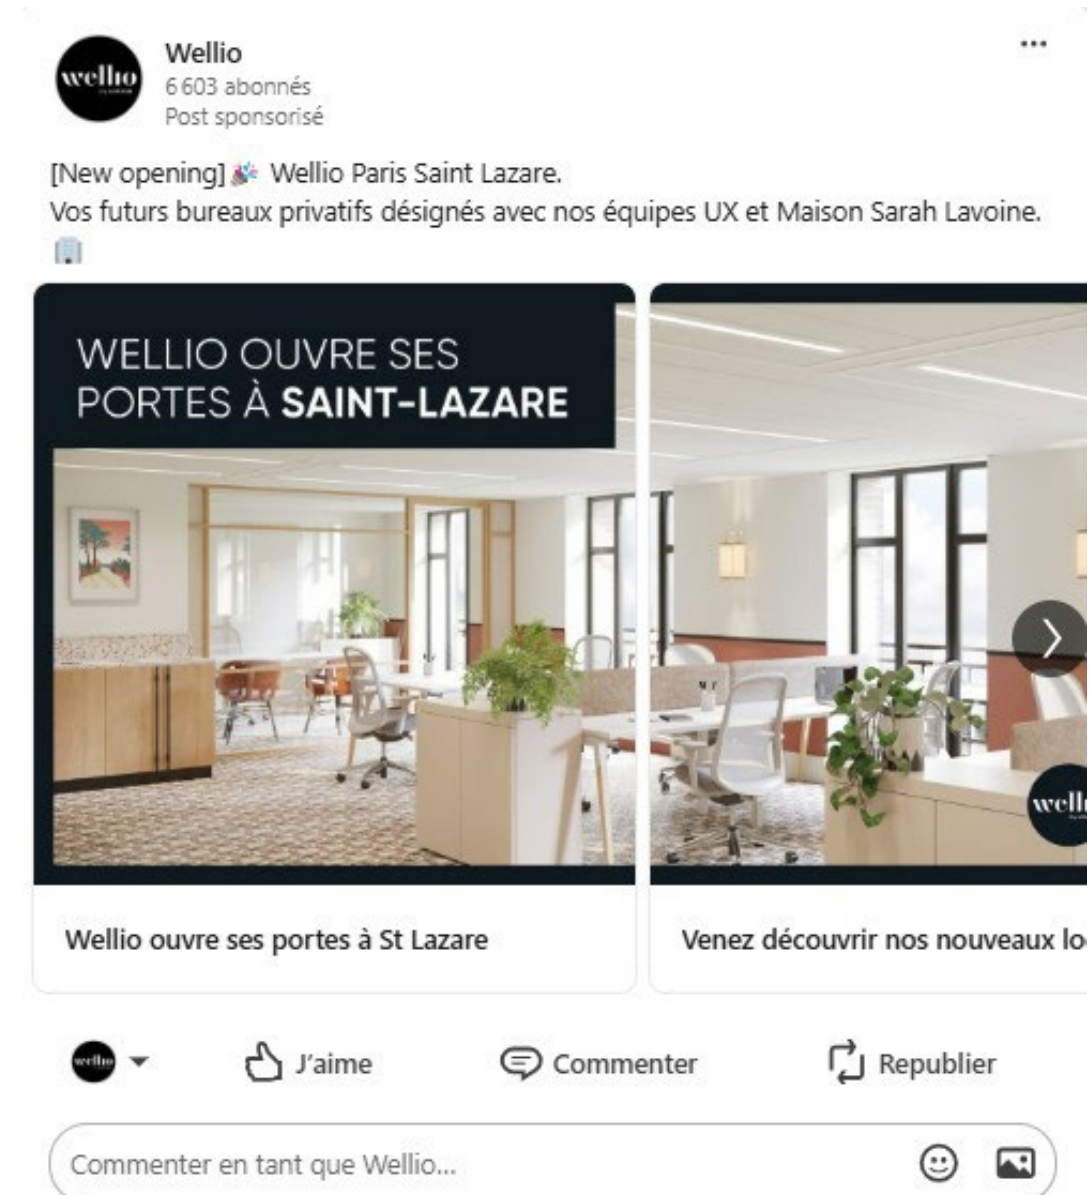 wellio
Wellio
6 603 abonnés
Post sponsorisé
[New opening] 🎉 Wellio Paris Saint Lazare.
Vos futurs bureaux privatifs désignés avec nos équipes UX et Maison Sarah Lavoine.
🏢
WELLIO OUVRE SES
PORTES À SAINT-LAZARE
Wellio ouvre ses portes à St Lazare
Venez découvrir nos nouveaux
wellio
J'aime
Commenter
Republier
Commenter en tant que Wellio...